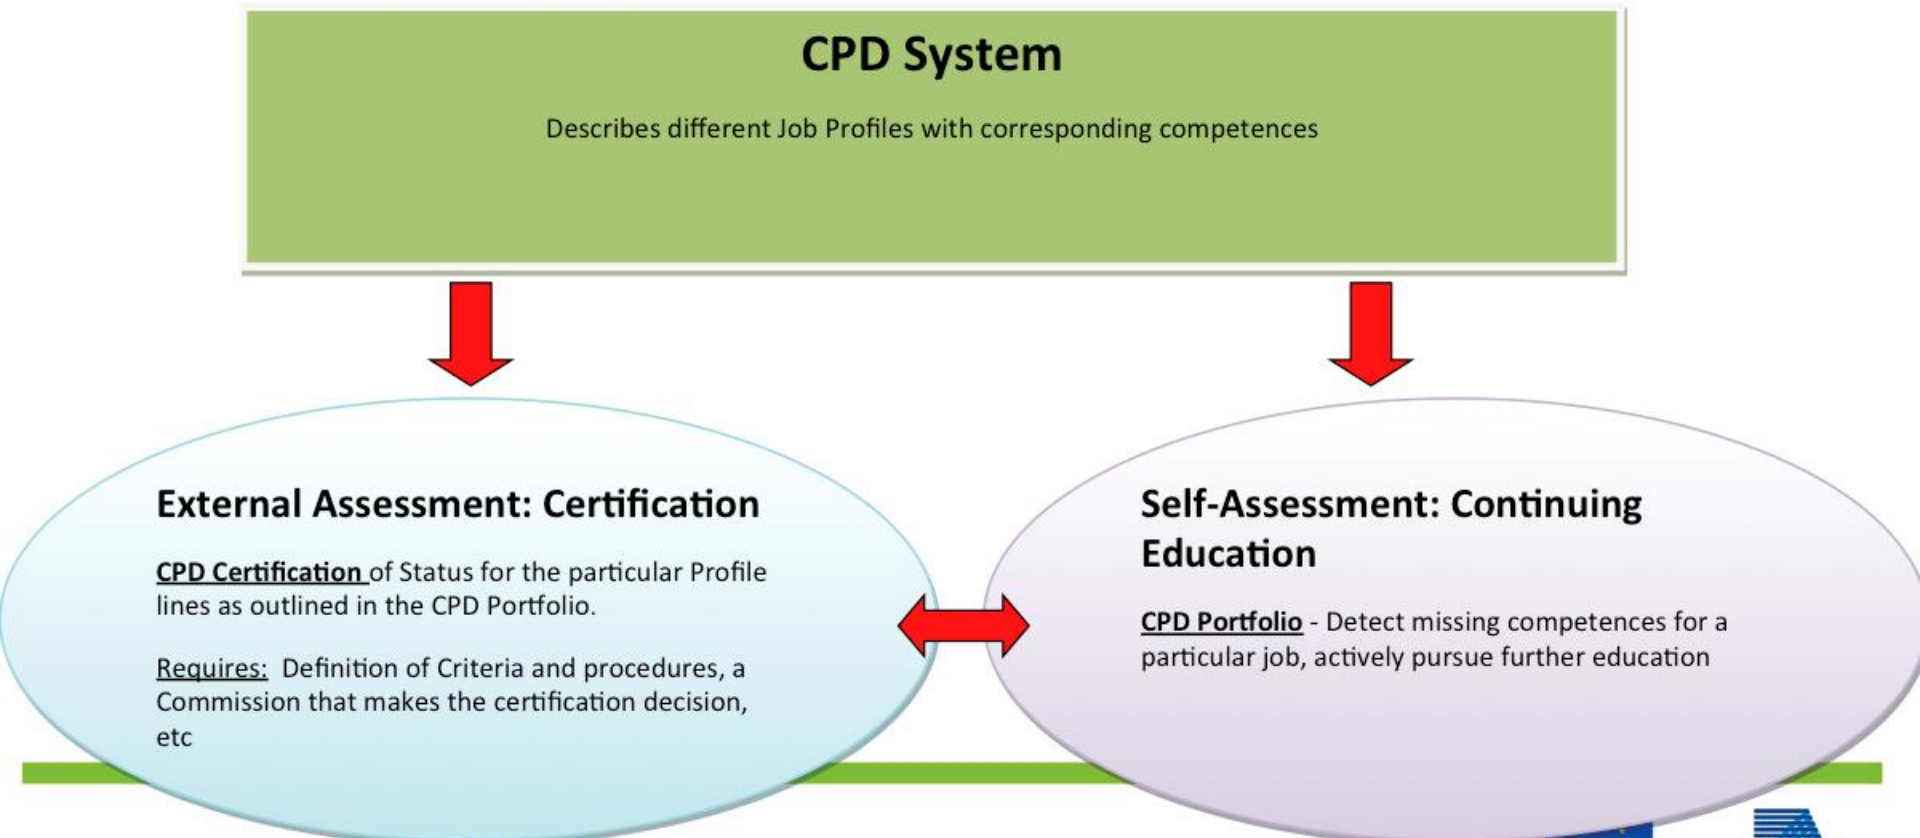 CPD System
Describes different Job Profiles with corresponding competences
External Assessment: Certification
CPD Certification of Status for the particular Profile
lines as outlined in the CPD Portfolio.
Requires:  Definition of Criteria and procedures, a
Commission that makes the certification decision,
etc
Self-Assessment: Continuing
Education
CPD Portfolio - Detect missing competences for a
particular job, actively pursue further education